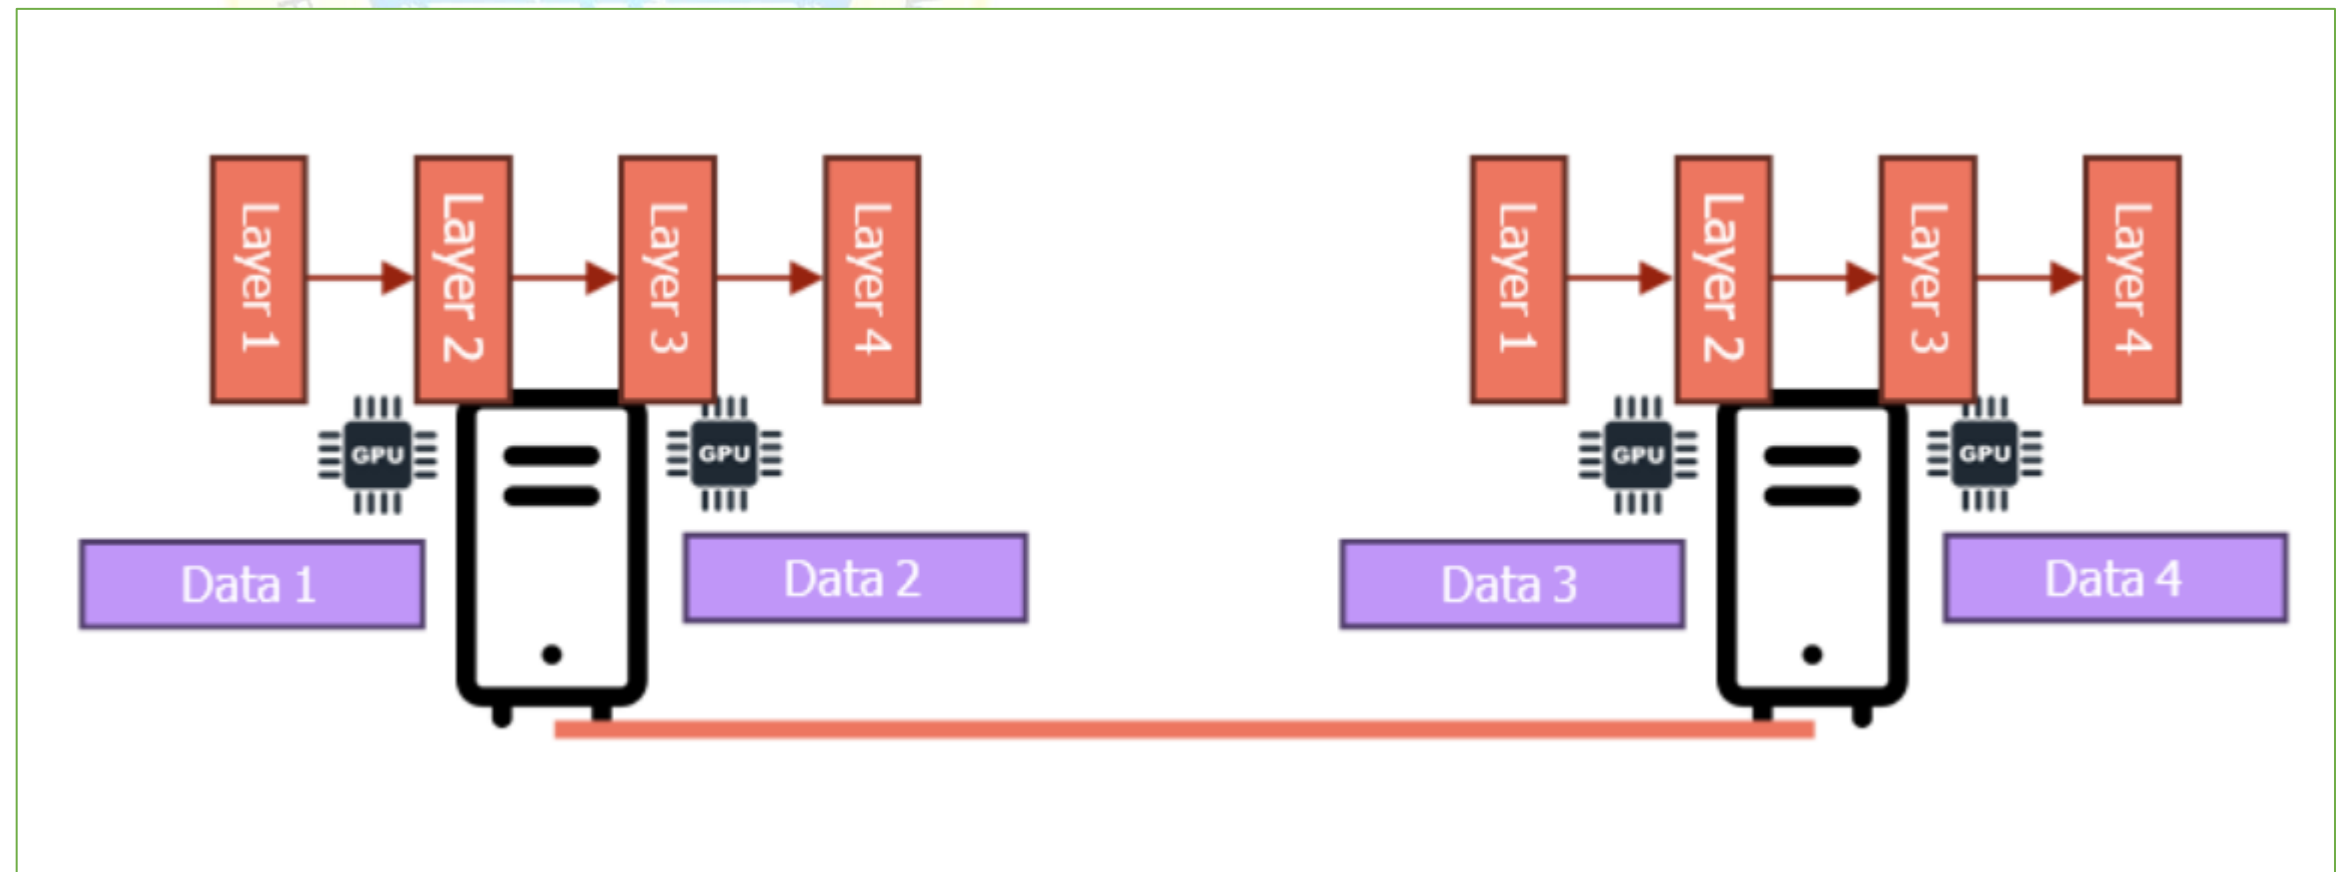 Layer 1
Layer 2
Layer 3
Layer 4
Layer 1
Layer 2
Layer 3
Layer 4
GPU
GPU
GPU
GPU
Data 1
Data 2
Data 3
Data 4